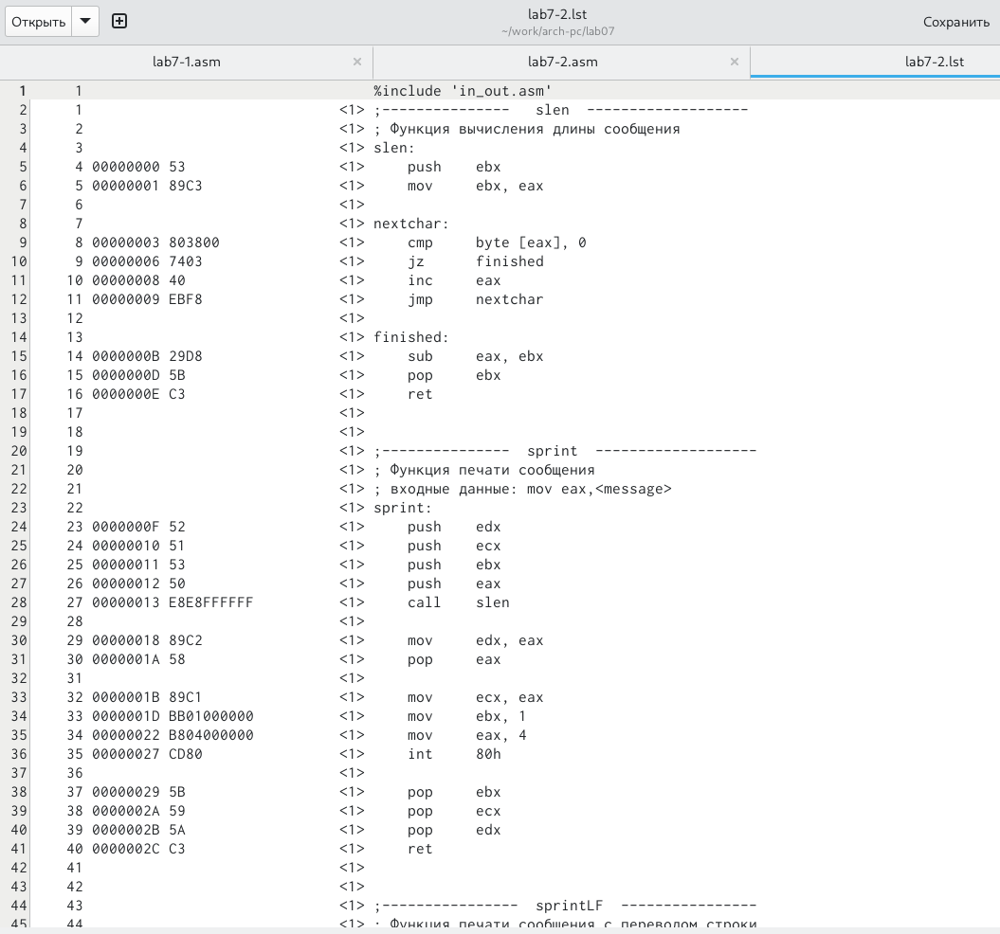 Открыть lab7-2.lst Сохранить
~/work/arch-pc/lab07
lab7-1.asm × lab7-2.asm × lab7-2.lst
1 1 %include 'in_out.asm'
2 1 <1> ;--------------- slen -------------------
3 2 <1> ; Функция вычисления длины сообщения
4 3 <1> slen:
5 4 00000000 53 <1> push ebx
6 5 00000001 89C3 <1> mov ebx, eax
7 6 <1>
8 7 <1> nextchar:
9 8 00000003 803800 <1> cmp byte [eax], 0
10 9 00000006 7403 <1> jz finished
11 10 00000008 40 <1> inc eax
12 11 00000009 EBF8 <1> jmp nextchar
13 12 <1>
14 13 <1> finished:
15 14 0000000B 29D8 <1> sub eax, ebx
16 15 0000000D 5B <1> pop ebx
17 16 0000000E C3 <1> ret
18 17 <1>
19 18 <1>
20 19 <1> ;--------------- sprint -------------------
21 20 <1> ; Функция печати сообщения
22 21 <1> ; входные данные: mov eax,<message>
23 22 <1> sprint:
24 23 0000000F 52 <1> push edx
25 24 00000010 51 <1> push ecx
26 25 00000011 53 <1> push ebx
27 26 00000012 50 <1> push eax
28 27 00000013 E8E8FFFFFF <1> call slen
29 28 <1>
30 29 00000018 89C2 <1> mov edx, eax
31 30 0000001A 58 <1> pop eax
32 31 <1>
33 32 0000001B 89C1 <1> mov ecx, eax
34 33 0000001D BB01000000 <1> mov ebx, 1
35 34 00000022 B804000000 <1> mov eax, 4
36 35 00000027 CD80 <1> int 80h
37 36 <1>
38 37 00000029 5B <1> pop ebx
39 38 0000002A 59 <1> pop ecx
40 39 0000002B 5A <1> pop edx
41 40 0000002C C3 <1> ret
42 41 <1>
43 42 <1>
44 43 <1> ;---------------- sprintLF ----------------
45 44 <1> ; Функция печати сообщения с переводом строки